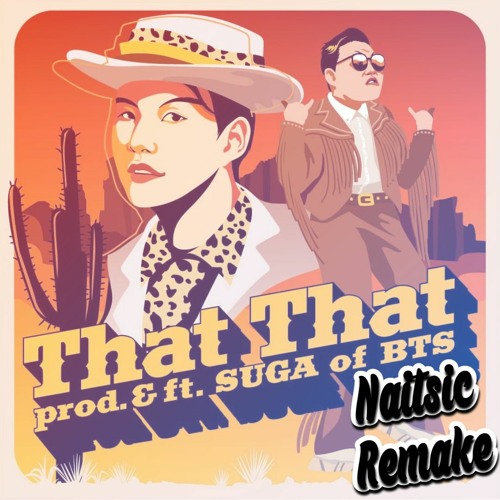 That That
prod. & ft. SUGA of BTS
Naitsic
Remake